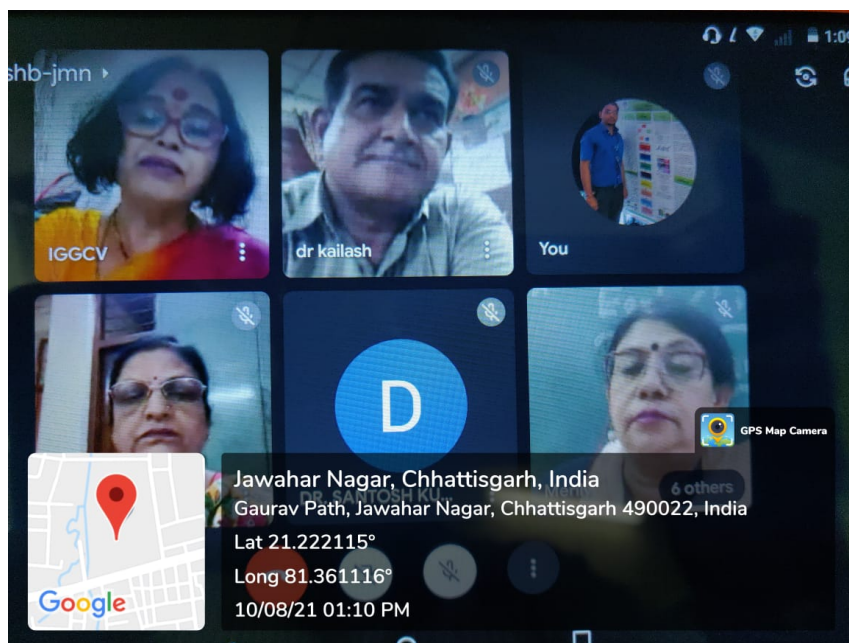 1:09
shb-jmn
IGGCV
dr kailash
You
D
DR. SANTOSH KU...
6 others
GPS Map Camera
Jawahar Nagar, Chhattisgarh, India
Gaurav Path, Jawahar Nagar, Chhattisgarh 490022, India
Lat 21.222115°
Long 81.361116°
10/08/21 01:10 PM
Google